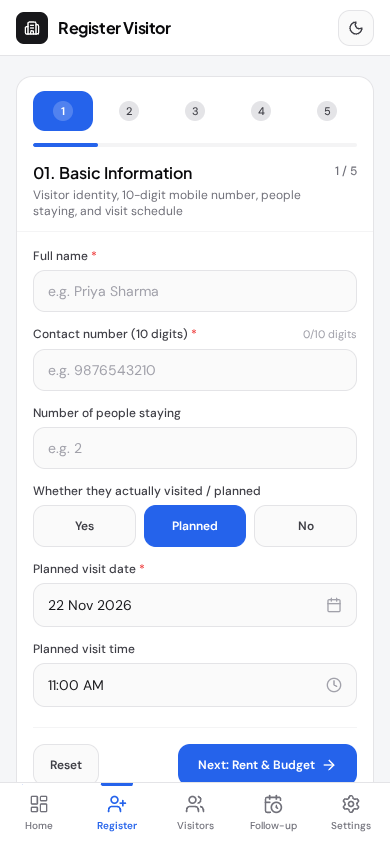 Register Visitor
1
2
3
4
5
01. Basic Information
1 / 5
Visitor identity, 10-digit mobile number, people
staying, and visit schedule
Full name *
e.g. Priya Sharma
Contact number (10 digits) *
0/10 digits
e.g. 9876543210
Number of people staying
e.g. 2
Whether they actually visited / planned
Yes
Planned
No
Planned visit date *
22 Nov 2026
Planned visit time
11:00 AM
Reset
Next: Rent & Budget →
Home
Register
Visitors
Follow-up
Settings